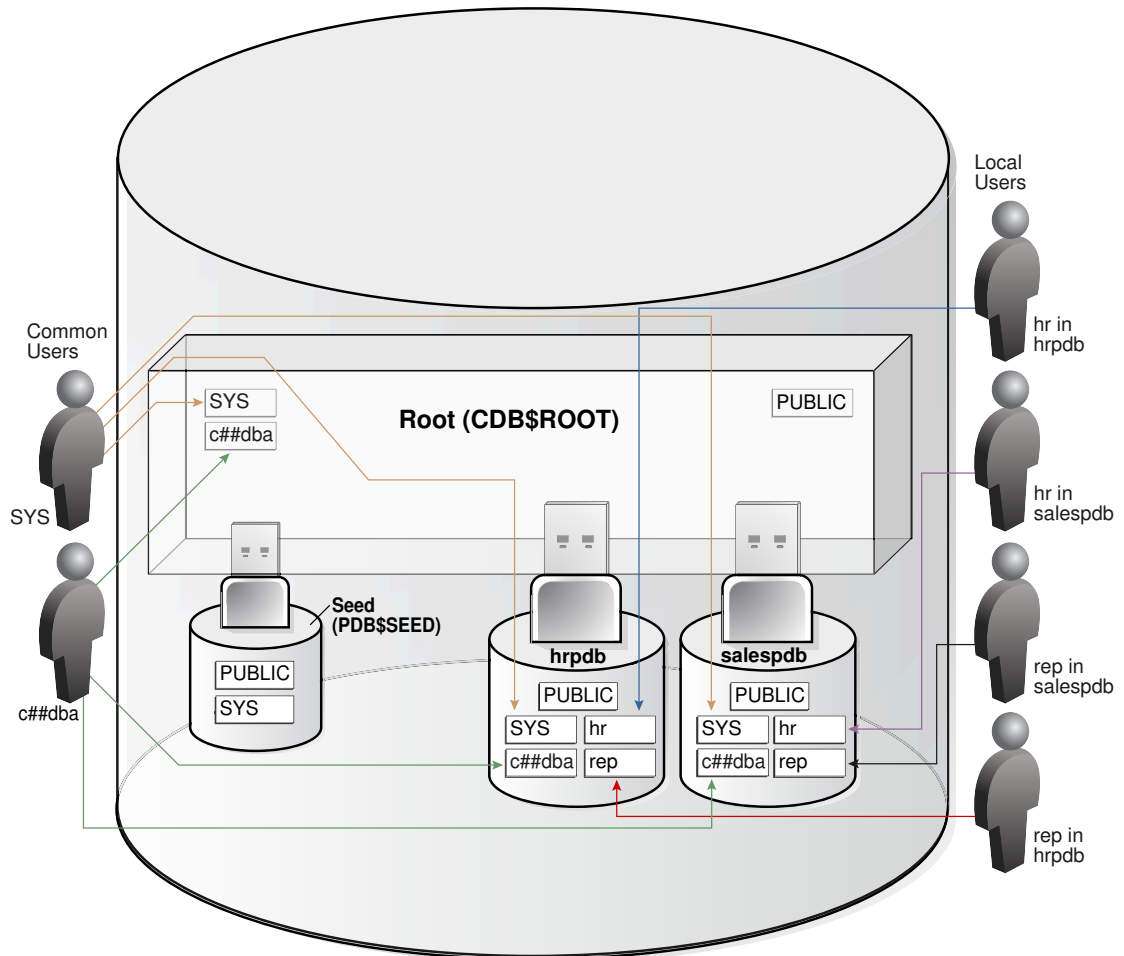 Common
Users
SYS
c##dba
SYS
c##dba
Root (CDB$ROOT)
PUBLIC
Seed
(PDB$SEED)
PUBLIC
SYS
hrpdb
PUBLIC
SYS
hr
c##dba
rep
salespdb
PUBLIC
SYS
hr
c##dba
rep
Local
Users
hr in
hrpdb
hr in
salespdb
rep in
salespdb
rep in
hrpdb